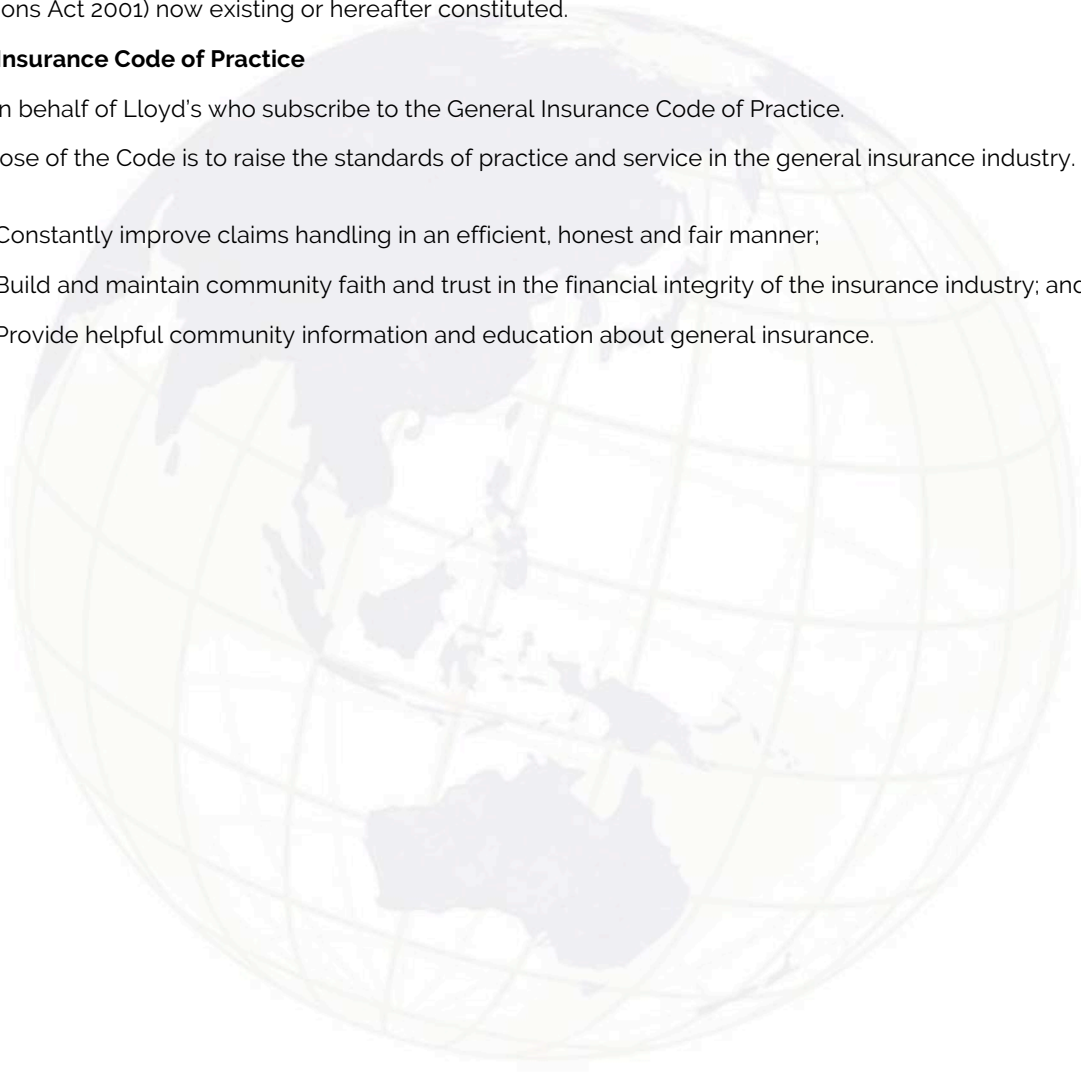 ons Act 2001) now existing or hereafter constituted.
Insurance Code of Practice
n behalf of Lloyd's who subscribe to the General Insurance Code of Practice.
ose of the Code is to raise the standards of practice and service in the general insurance industry.
Constantly improve claims handling in an efficient, honest and fair manner;
Build and maintain community faith and trust in the financial integrity of the insurance industry; and
Provide helpful community information and education about general insurance.